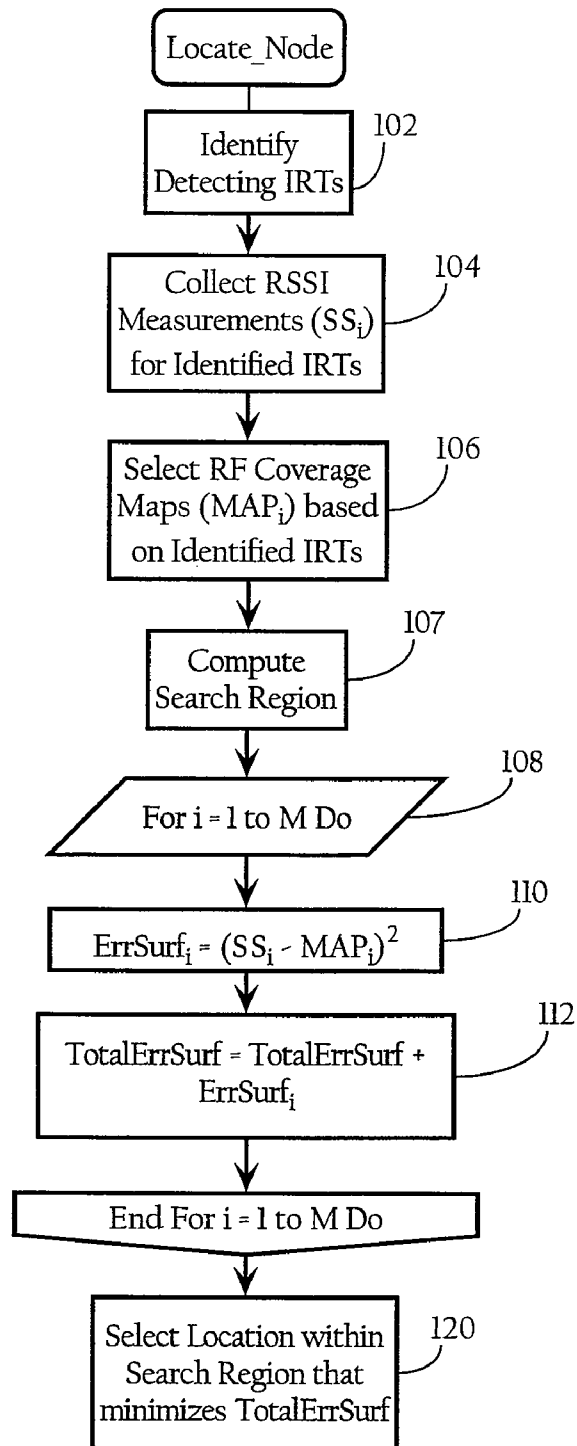 Locate_Node
102
Identify
Detecting IRTs
104
Collect RSSI
Measurements (SSi)
for Identified IRTs
106
Select RF Coverage
Maps (MAPi) based
on Identified IRTs
107
Compute
Search Region
108
For i = 1 to M Do
110
ErrSurfi = (SSi - MAPi)²
112
TotalErrSurf = TotalErrSurf +
ErrSurfi
End For i = 1 to M Do
120
Select Location within
Search Region that
minimizes TotalErrSurf